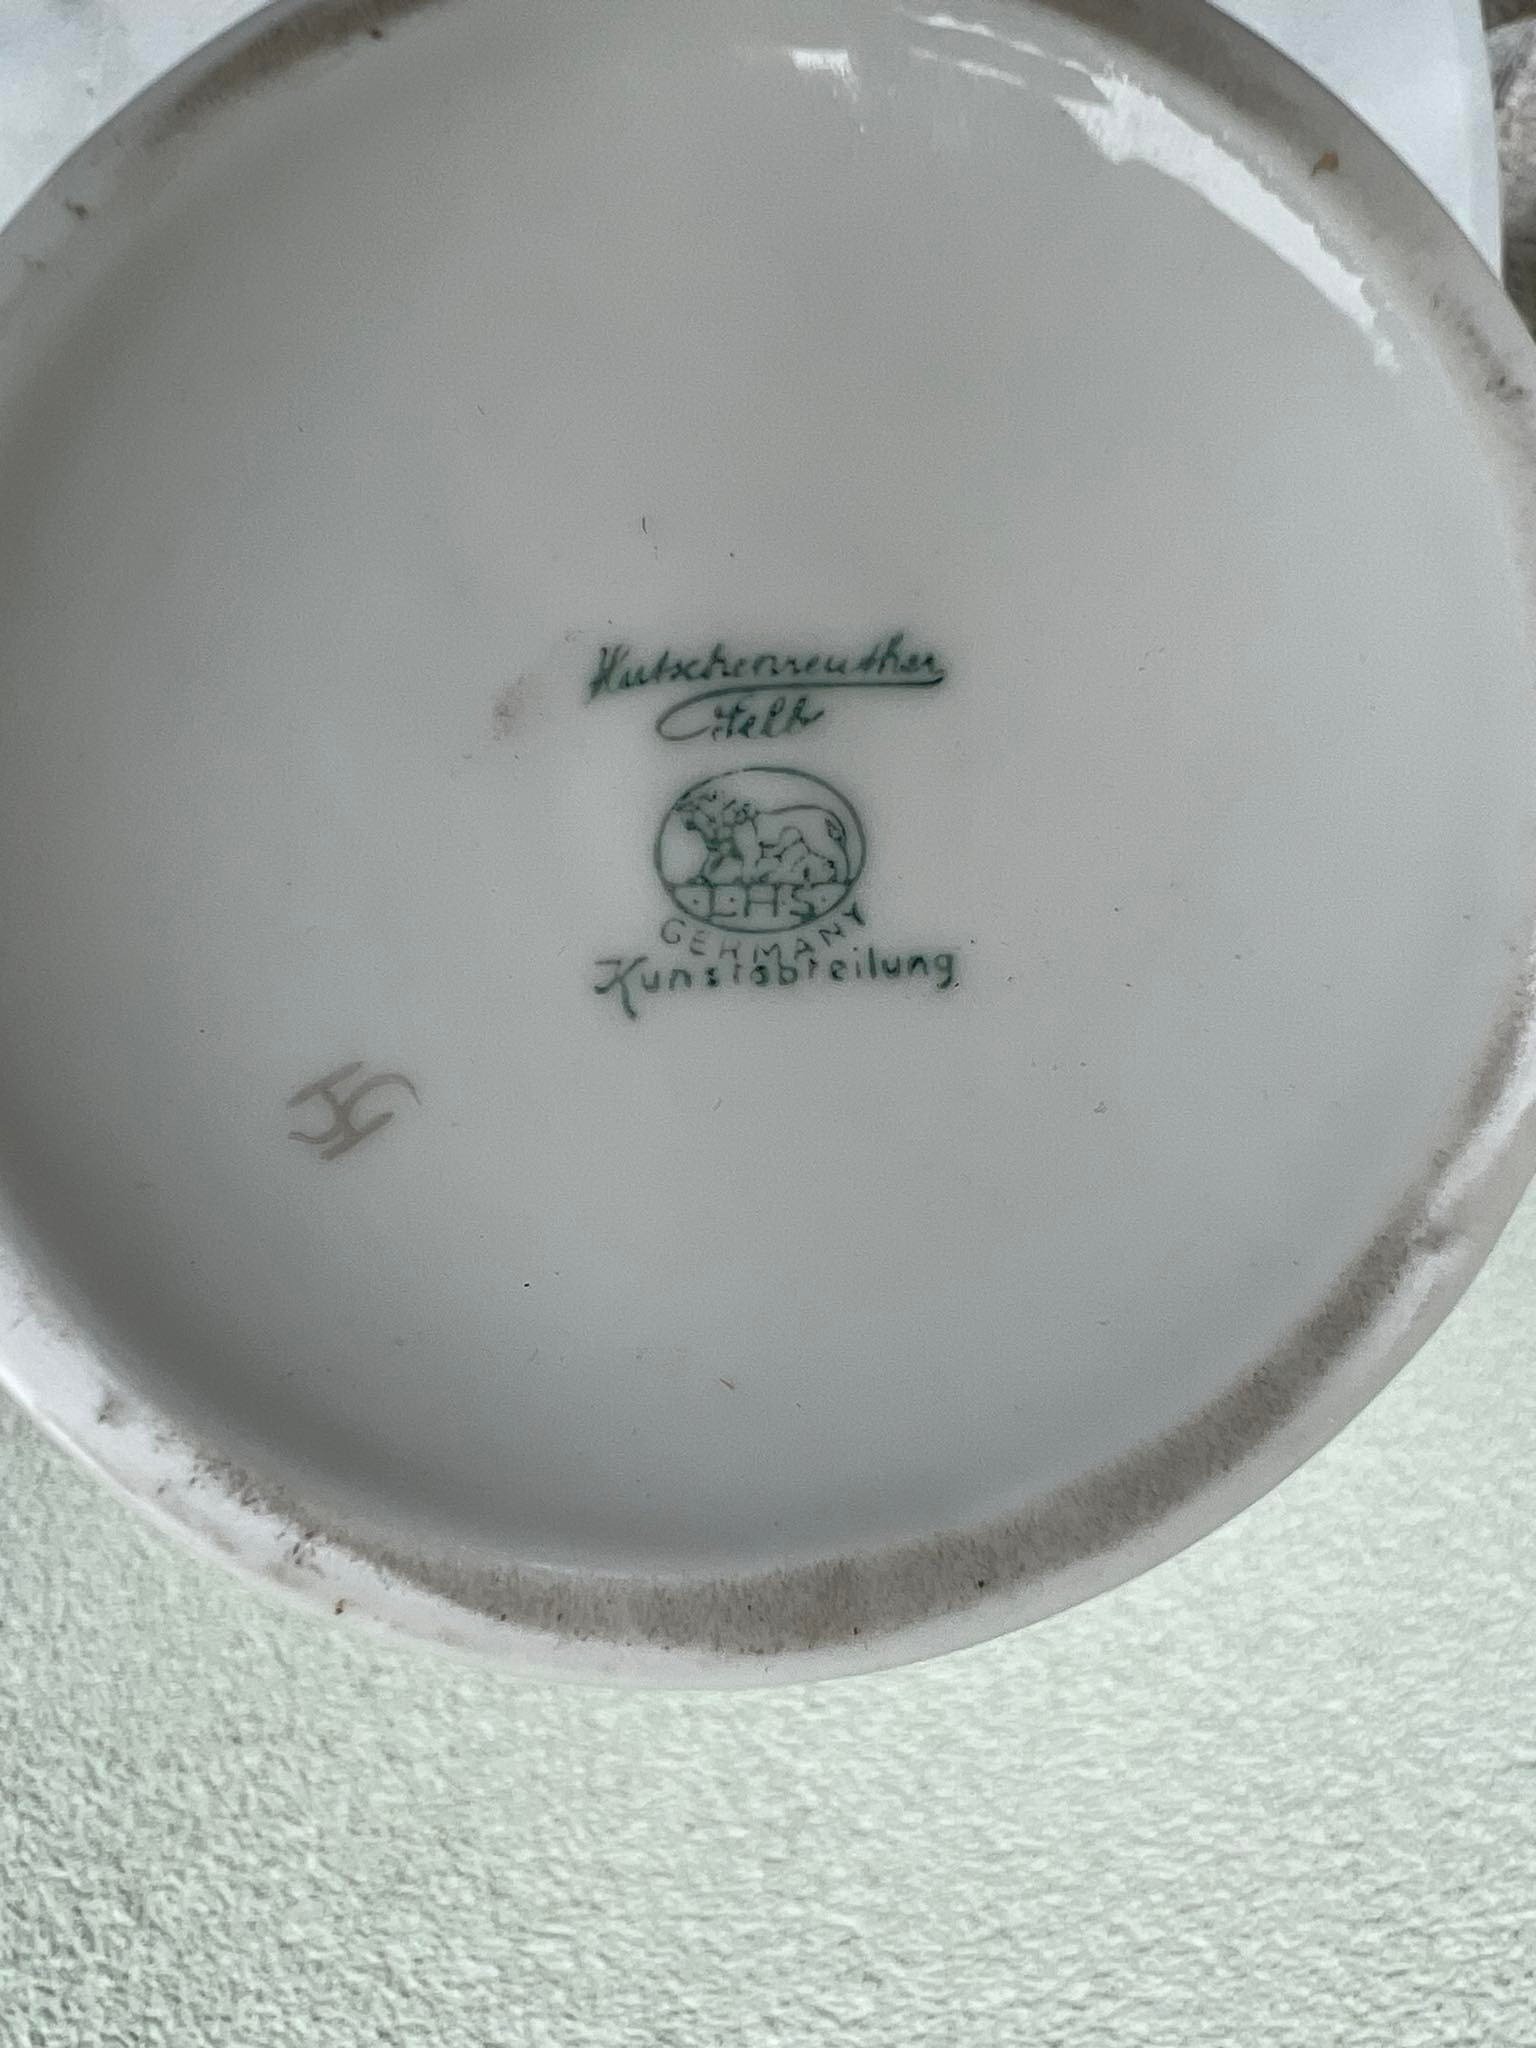 Hutschenreuther
Selb
L·H·S
GERMANY
Kunstabteilung